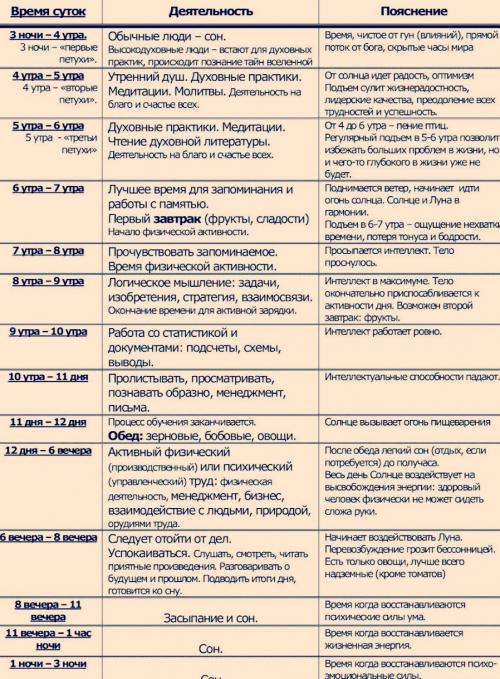 Время суток Деятельность Пояснение
3 ночи – 4 утра.
3 ночи – «первые
петухи».
Обычные люди – сон.
Высокодуховные люди – встают для духовных
практик, происходит познание тайн вселенной
Время, чистое от гун (влияний), прямой
поток от бога, скрытые часы мира
4 утра – 5 утра
4 утра – «вторые
петухи».
Утренний душ. Духовные практики.
Медитации. Молитвы. Деятельность на
благо и счастье всех.
От солнца идет радость, оптимизм
Подъем сулит жизнерадостность,
лидерские качества, преодоление всех
трудностей и успешность.
5 утра – 6 утра
5 утра - «третьи
петухи»
Духовные практики. Медитации.
Чтение духовной литературы.
Деятельность на благо и счастье всех.
От 4 до 6 утра – пение птиц.
Регулярный подъем в 5-6 утра позволит
избежать больших проблем в жизни, но
и чего-то глубокого в жизни уже не
будет.
6 утра – 7 утра
Лучшее время для запоминания и
работы с памятью.
Первый завтрак (фрукты, сладости)
Начало физической активности.
Поднимается ветер, начинает идти
огонь солнца. Солнце и Луна в
гармонии.
Подъем в 6-7 утра – ощущение нехватки
времени, потеря тонуса и бодрости.
7 утра – 8 утра
Прочувствовать запоминаемое.
Время физической активности.
Просыпается интеллект. Тело
проснулось.
8 утра – 9 утра
Логическое мышление: задачи,
изобретения, стратегия, взаимосвязи.
Окончание времени для активной зарядки.
Интеллект в максимуме. Тело
окончательно приспосабливается к
активности дня. Возможен второй
завтрак: фрукты.
9 утра – 10 утра
Работа со статистикой и
документами: подсчеты, схемы,
выводы.
Интеллект работает ровно.
10 утра – 11 дня
Пролистывать, просматривать,
познавать образно, менеджмент,
письма.
Интеллектуальные способности падают.
11 дня – 12 дня
Процесс обучения заканчивается.
Обед: зерновые, бобовые, овощи.
Солнце вызывает огонь пищеварения
12 дня – 6 вечера
Активный физический
(производственный) или психический
(управленческий) труд: физическая
деятельность, менеджмент, бизнес,
взаимодействие с людьми, природой,
орудиями труда.
После обеда легкий сон (отдых, если
потребуется) до получаса.
Весь день Солнце воздействует на
высвобождения энергии: здоровый
человек физически не может сидеть
сложа руки.
6 вечера – 8 вечера
Следует отойти от дел.
Успокаиваться. Слушать, смотреть, читать
приятные произведения. Разговаривать о
будущем и прошлом. Подводить итоги дня,
готовится ко сну.
Начинает воздействовать Луна.
Перевозбуждение грозит бессонницей.
Есть только овощи, лучше всего
надземные (кроме томатов)
8 вечера – 11
вечера
Засыпание и сон.
Время когда восстанавливаются
психические силы ума.
11 вечера – 1 час
ночи
Сон.
Время когда восстанавливается
жизненная энергия.
1 ночи – 3 ночи
Сон.
Время когда восстанавливаются психо-
эмоциональные силы.